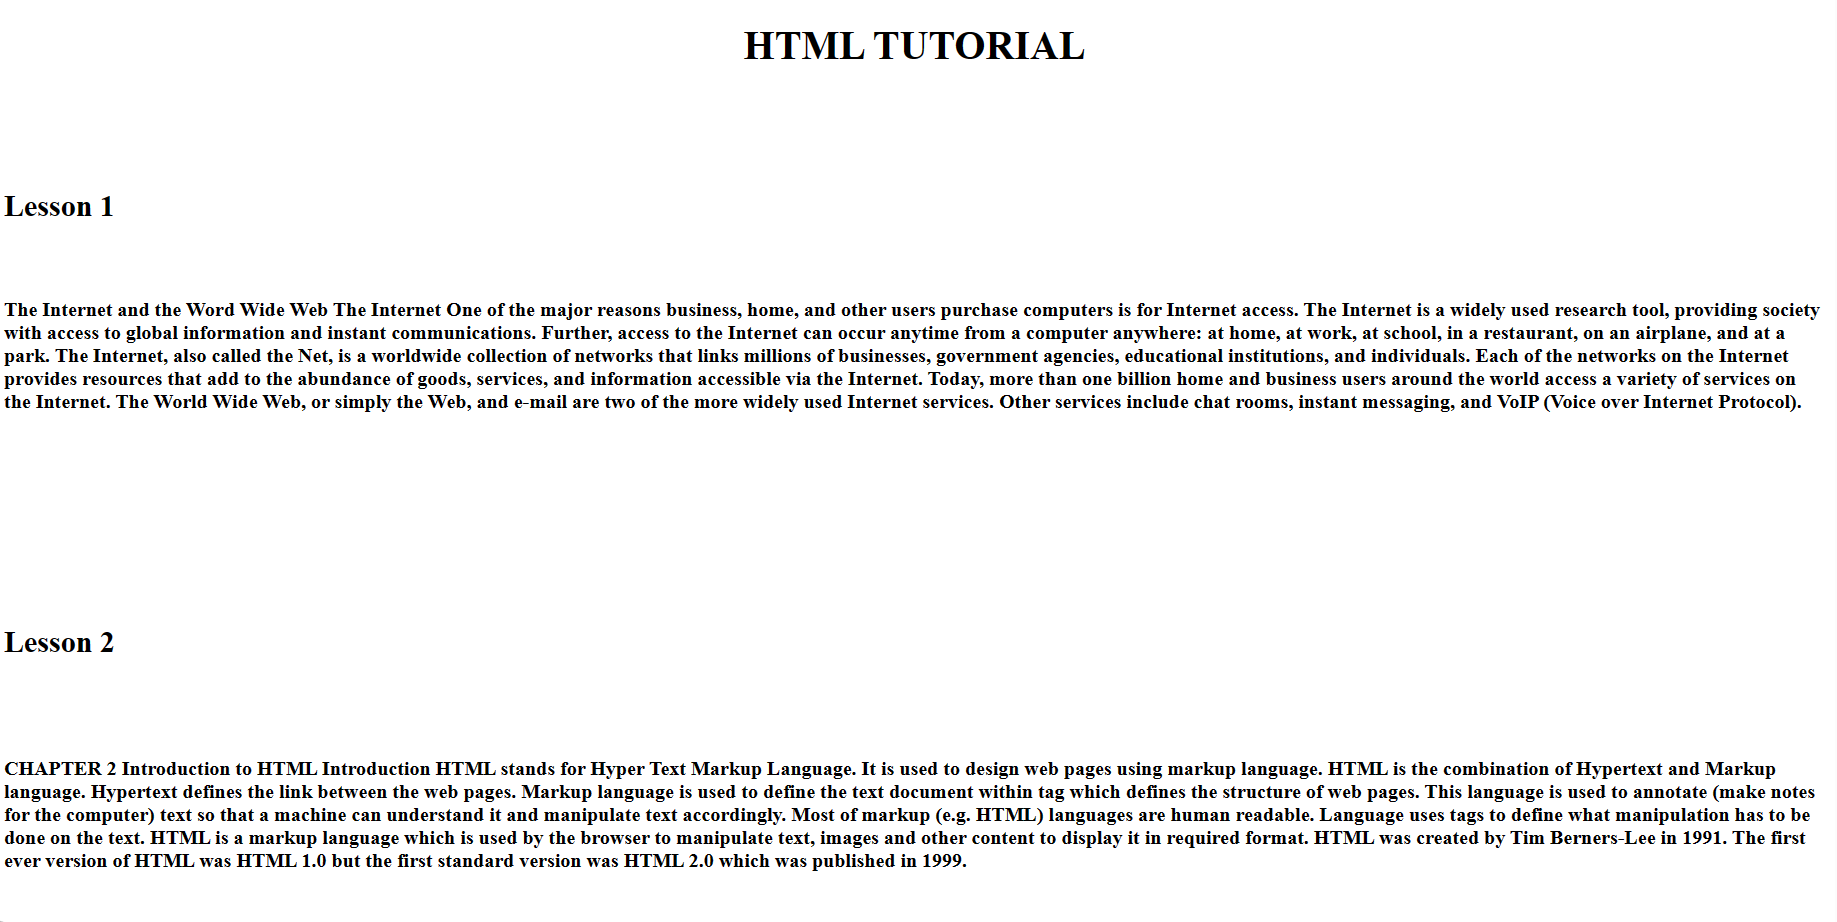 HTML TUTORIAL
Lesson 1
The Internet and the Word Wide Web The Internet One of the major reasons business, home, and other users purchase computers is for Internet access. The Internet is a widely used research tool, providing society
with access to global information and instant communications. Further, access to the Internet can occur anytime from a computer anywhere: at home, at work, at school, in a restaurant, on an airplane, and at a
park. The Internet, also called the Net, is a worldwide collection of networks that links millions of businesses, government agencies, educational institutions, and individuals. Each of the networks on the Internet
provides resources that add to the abundance of goods, services, and information accessible via the Internet. Today, more than one billion home and business users around the world access a variety of services on
the Internet. The World Wide Web, or simply the Web, and e-mail are two of the more widely used Internet services. Other services include chat rooms, instant messaging, and VoIP (Voice over Internet Protocol).
Lesson 2
CHAPTER 2 Introduction to HTML Introduction HTML stands for Hyper Text Markup Language. It is used to design web pages using markup language. HTML is the combination of Hypertext and Markup
language. Hypertext defines the link between the web pages. Markup language is used to define the text document within tag which defines the structure of web pages. This language is used to annotate (make notes
for the computer) text so that a machine can understand it and manipulate text accordingly. Most of markup (e.g. HTML) languages are human readable. Language uses tags to define what manipulation has to be
done on the text. HTML is a markup language which is used by the browser to manipulate text, images and other content to display it in required format. HTML was created by Tim Berners-Lee in 1991. The first
ever version of HTML was HTML 1.0 but the first standard version was HTML 2.0 which was published in 1999.